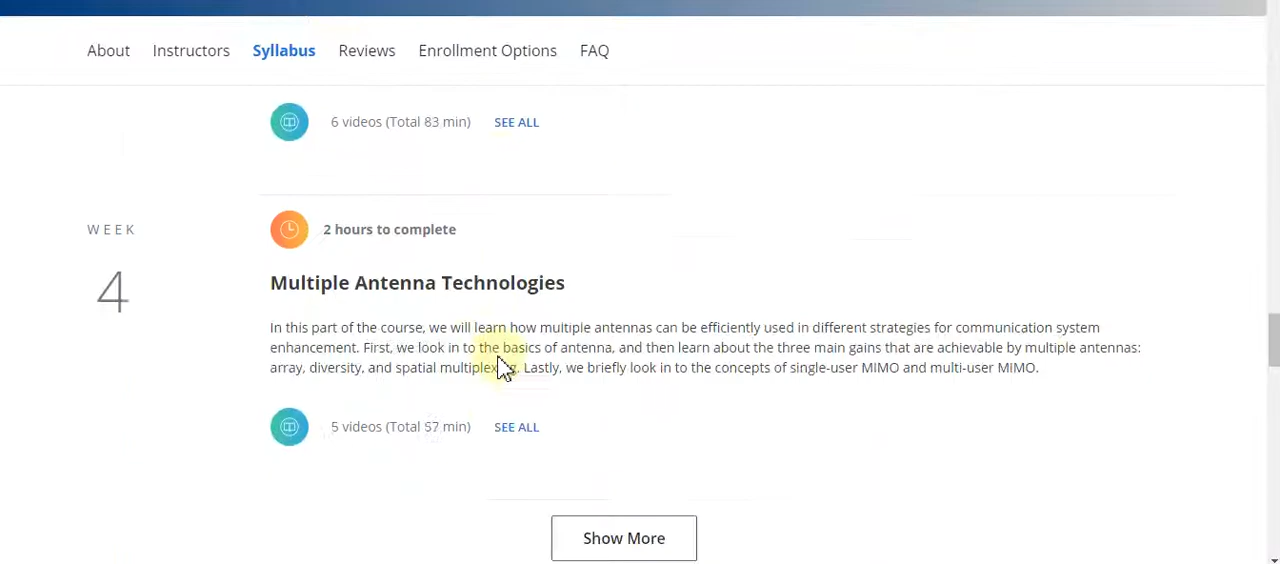 About Instructors Syllabus Reviews Enrollment Options FAQ
6 videos (Total 83 min) SEE ALL
WEEK
4
2 hours to complete
Multiple Antenna Technologies
In this part of the course, we will learn how multiple antennas can be efficiently used in different strategies for communication system
enhancement. First, we look in to the basics of antenna, and then learn about the three main gains that are achievable by multiple antennas:
array, diversity, and spatial multiplexing. Lastly, we briefly look in to the concepts of single-user MIMO and multi-user MIMO.
5 videos (Total 57 min) SEE ALL
Show More